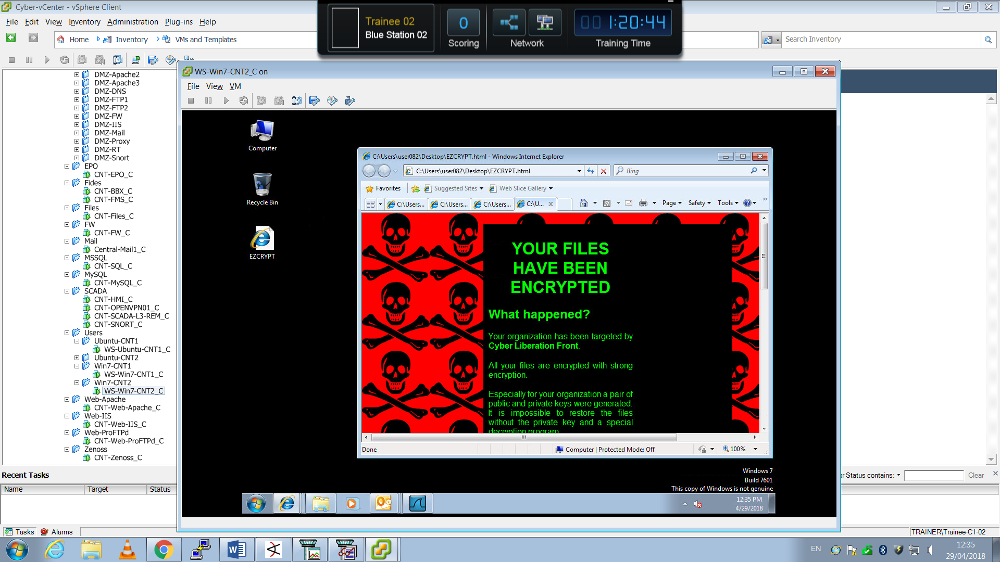 Cyber-vCenter - vSphere Client
File Edit View Inventory Administration Plug-ins Help
Home Inventory VMs and Templates
Search Inventory
Trainee 02
Blue Station 02
0
Scoring
Network
1:20:44
Training Time
DMZ-Apache2
DMZ-Apache3
DMZ-DNS
DMZ-FTP1
DMZ-FTP2
DMZ-FW
DMZ-IIS
DMZ-Mail
DMZ-Proxy
DMZ-RT
DMZ-Snort
EPO
CNT-EPO_C
Fides
CNT-BBX_C
CNT-FMS_C
Files
CNT-Files_C
FW
CNT-FW_C
Mail
Central-Mail1_C
MSSQL
CNT-SQL_C
MySQL
CNT-MySQL_C
SCADA
CNT-HMI_C
CNT-OPENVPN01_C
CNT-SCADA-L3-REM_C
CNT-SNORT_C
Users
Ubuntu-CNT1
WS-Ubuntu-CNT1_C
Ubuntu-CNT2
Win7-CNT1
WS-Win7-CNT1_C
Win7-CNT2
WS-Win7-CNT2_C
Web-Apache
CNT-Web-Apache_C
Web-IIS
CNT-Web-IIS_C
Web-ProFTPd
CNT-Web-ProFTPd_C
Zenoss
CNT-Zenoss_C
WS-Win7-CNT2_C on
File View VM
Computer
Recycle Bin
EZCRYPT
C:\Users\user082\Desktop\EZCRYPT.html - Windows Internet Explorer
C:\Users\user082\Desktop\EZCRYPT.html
Bing
Favorites Suggested Sites Web Slice Gallery
C:\Users... C:\Users... C:\Users... C:\U... Page Safety Tools
YOUR FILES
HAVE BEEN
ENCRYPTED
What happened?
Your organization has been targeted by
Cyber Liberation Front.
All your files are encrypted with strong
encryption.
Especially for your organization a pair of
public and private keys were generated.
It is impossible to restore the files
without the private key and a special
decryption program
Done
Computer | Protected Mode: Off
100%
Windows 7
Build 7601
This copy of Windows is not genuine
12:35 PM
4/29/2018
Recent Tasks
Name Target Status
or Status contains: Clear
Tasks Alarms
TRAINER\Trainee-C1-02
EN
12:35
29/04/2018